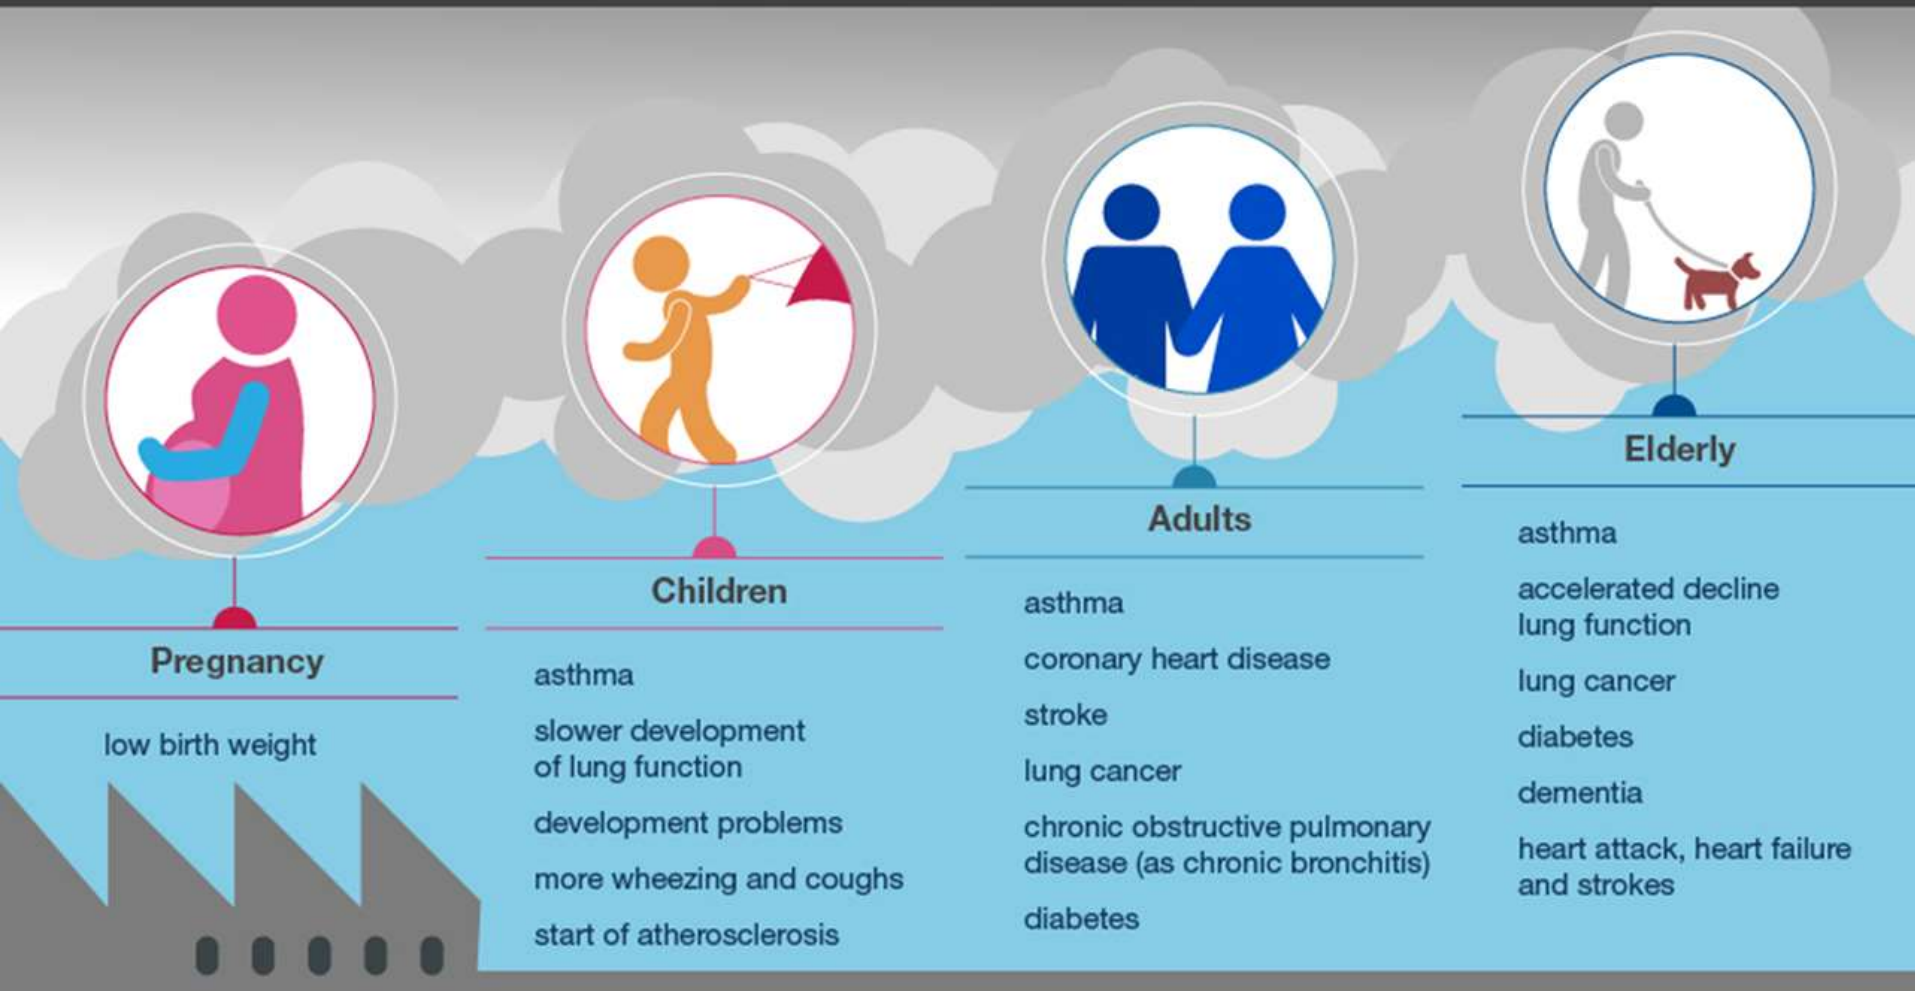 Pregnancy
low birth weight
Children
asthma
slower development
of lung function
development problems
more wheezing and coughs
start of atherosclerosis
Adults
asthma
coronary heart disease
stroke
lung cancer
chronic obstructive pulmonary
disease (as chronic bronchitis)
diabetes
Elderly
asthma
accelerated decline
lung function
lung cancer
diabetes
dementia
heart attack, heart failure
and strokes